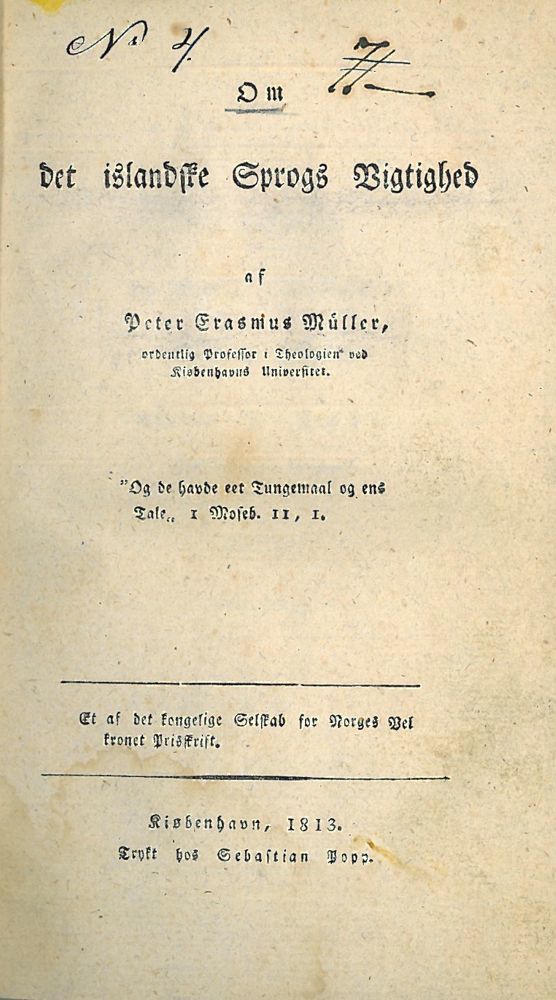 No 4.
Om
det islandske Sprogs Vigtighed
af
Peter Erasmus Müller,
ordentlig Professor i Theologien ved
Kiøbenhavns Universitet.
"Og de havde eet Tungemaal og ens
Tale„ 1 Moseb. 11, 1.
Et af det kongelige Selskab for Norges Vel
kronet Prisskrift.
Kiøbenhavn, 1813.
Trykt hos Sebastian Popp.